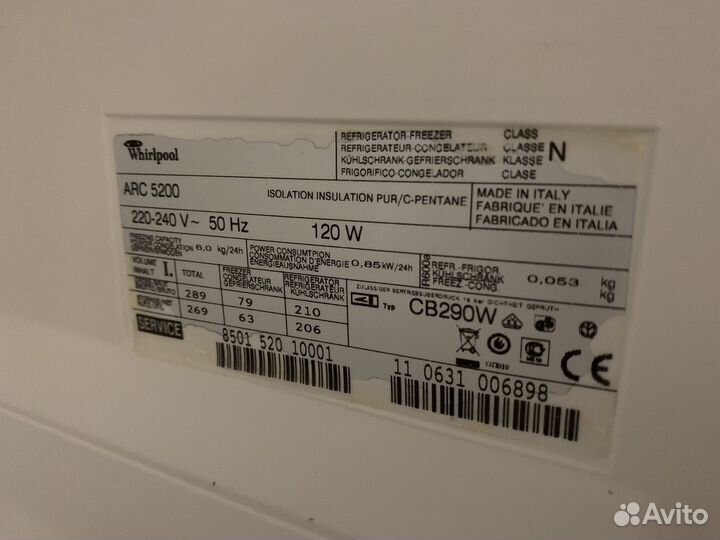 Whirlpool
REFRIGERATOR-FREEZER CLASS
REFRIGERATEUR-CONGELATEUR CLASSE N
KÜHLSCHRANK-GEFRIERSCHRANK KLASSE
FRIGORIFICO-CONGELADOR CLASE
ARC 5200
ISOLATION INSULATION PUR/C-PENTANE
MADE IN ITALY
FABRIQUE' EN ITALIE
FABRICADO EN ITALIA
220-240 V~ 50 Hz 120 W
FREEZING CAPACITY
6,0 kg/24h
POWER CONSUMPTION
CONSOMMATION D'ENERGIE
ENERGIEAUSNAHME
0,85kW/24h
R600a
REFR.-FRIGOR
KÜHLSCHRANK
FREEZ-CONG.
0,053 kg
kg
VOLUME
INHALT l.
TOTAL
FREEZER
CONGELATEUR
GEFRIERSCHRANK
REFRIGERATOR
REFRIGERATEUR
KÜHLSCHRANK
289 79 210
269 63 206
Typ CB290W
SERVICE
8501 520 10001
11 0631 006898
CE
Avito